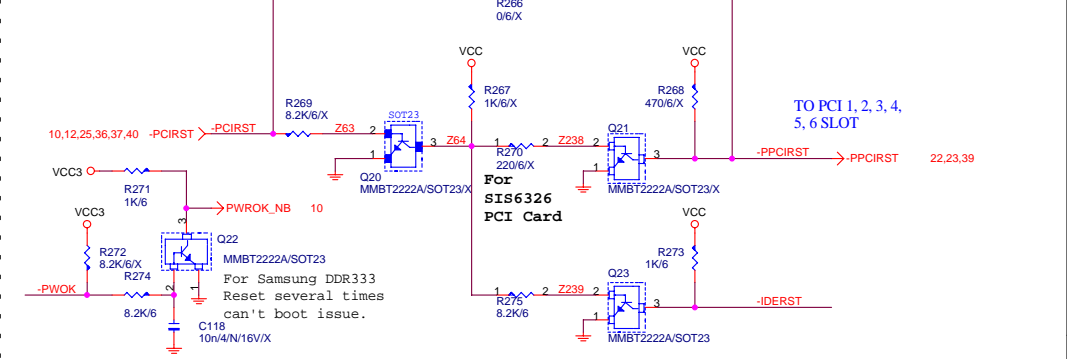 R266
0/6/X
VCC
VCC
R267
1K/6/X
R268
470/6/X
TO PCI 1, 2, 3, 4,
5, 6 SLOT
R269
8.2K/6/X
SOT23
Q21
10,12,25,36,37,40 -PCIRST
-PCIRST
Z63
2
3
Z64
1
2
Z238
2
1
3
-PPCIRST
-PPCIRST
22,23,39
1
R270
220/6/X
Q20
MMBT2222A/SOT23/X
MMBT2222A/SOT23/X
VCC3
R271
1K/6
For
SIS6326
PCI Card
PWROK_NB 10
VCC3
VCC
3
Q22
MMBT2222A/SOT23
R272
8.2K/6/X
R274
R273
1K/6
For Samsung DDR333
Reset several times
can't boot issue.
Q23
-PWOK
2
1
8.2K/6
1
2
Z239
2
1
3
-IDERST
R275
8.2K/6
C118
10n/4/N/16V/X
MMBT2222A/SOT23